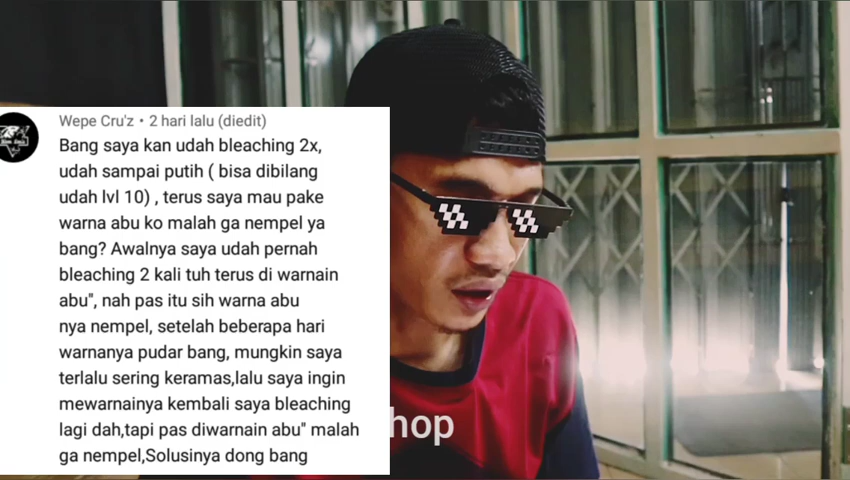 Wepe Cru'z • 2 hari lalu (diedit)
Bang saya kan udah bleaching 2x,
udah sampai putih ( bisa dibilang
udah lvl 10) , terus saya mau pake
warna abu ko malah ga nempel ya
bang? Awalnya saya udah pernah
bleaching 2 kali tuh terus di warnain
abu", nah pas itu sih warna abu
nya nempel, setelah beberapa hari
warnanya pudar bang, mungkin saya
terlalu sering keramas,lalu saya ingin
mewarnainya kembali saya bleaching
lagi dah,tapi pas diwarnain abu" malah
ga nempel,Solusinya dong bang
hop